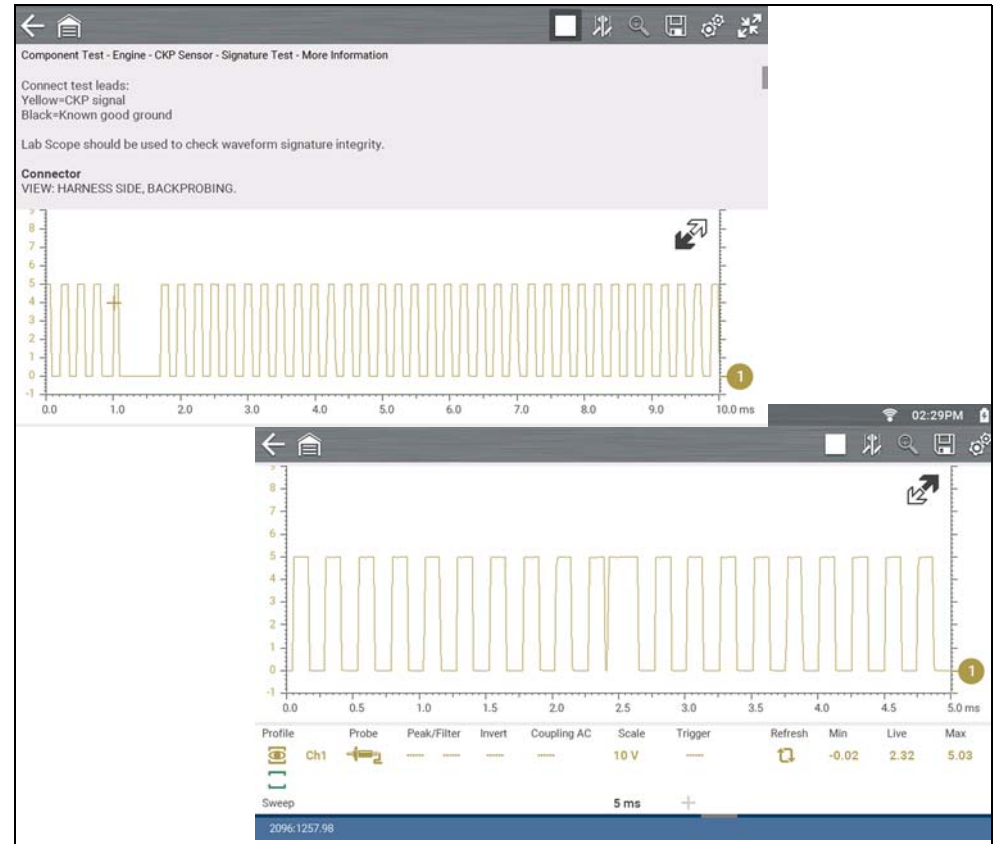 Component Test - Engine - CKP Sensor - Signature Test - More Information
Connect test leads:
Yellow=CKP signal
Black=Known good ground
Lab Scope should be used to check waveform signature integrity.
Connector
VIEW: HARNESS SIDE, BACKPROBING.
9
8
7
6
5
4
3
2
1
0
-1
1
0.0 1.0 2.0 3.0 4.0 5.0 6.0 7.0 8.0 9.0 10.0 ms
02:29PM
9
8
7
6
5
4
3
2
1
0
-1
1
0.0 0.5 1.0 1.5 2.0 2.5 3.0 3.5 4.0 4.5 5.0 ms
Profile Probe Peak/Filter Invert Coupling AC Scale Trigger Refresh Min Live Max
Ch1 ---- ---- ---- ---- 10 V ---- -0.02 2.32 5.03
Sweep 5 ms
2096:1257.98